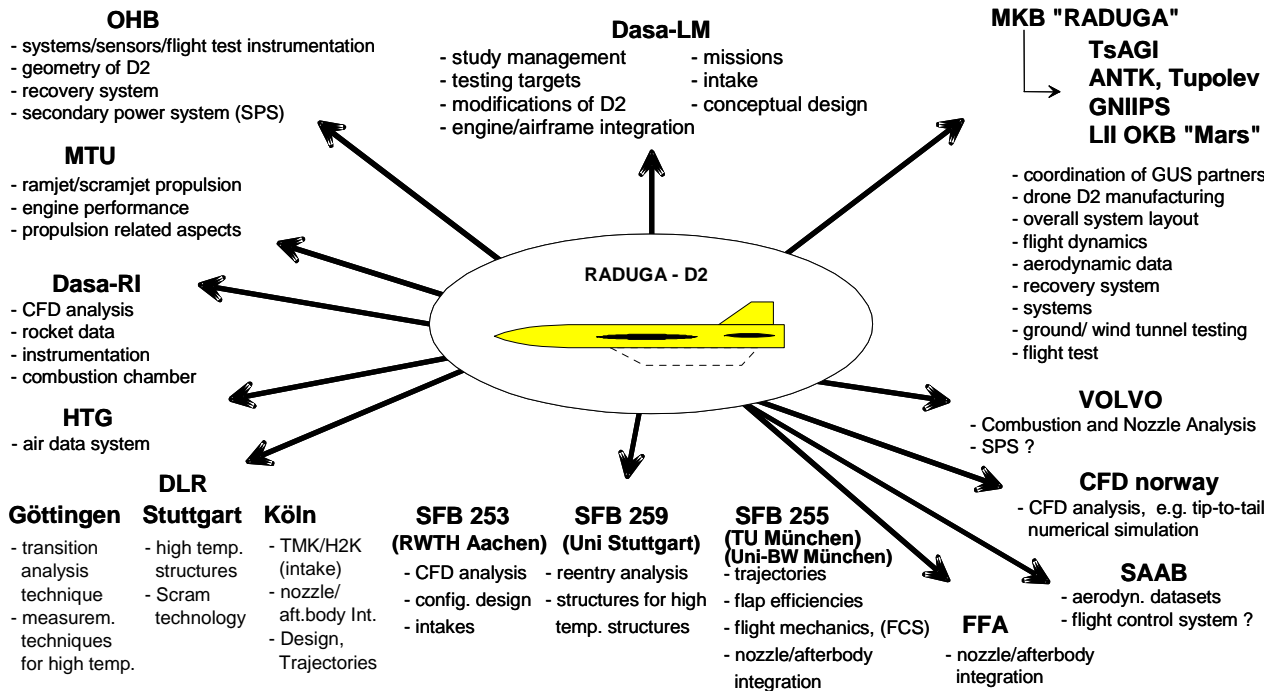 OHB
- systems/sensors/flight test instrumentation
- geometry of D2
- recovery system
- secondary power system (SPS)
Dasa-LM
- study management
- testing targets
- modifications of D2
- engine/airframe integration
- missions
- intake
- conceptual design
MKB "RADUGA"
TsAGI
ANTK, Tupolev
GNIIPS
LII OKB "Mars"
- coordination of GUS partners
- drone D2 manufacturing
- overall system layout
- flight dynamics
- aerodynamic data
- recovery system
- systems
- ground/ wind tunnel testing
- flight test
MTU
- ramjet/scramjet propulsion
- engine performance
- propulsion related aspects
RADUGA - D2
Dasa-RI
- CFD analysis
- rocket data
- instrumentation
- combustion chamber
HTG
- air data system
VOLVO
- Combustion and Nozzle Analysis
- SPS ?
CFD norway
- CFD analysis, e.g. tip-to-tail
numerical simulation
SAAB
- aerodyn. datasets
- flight control system ?
DLR
Göttingen
- transition
analysis
technique
- measurem.
techniques
for high temp.
Stuttgart
- high temp.
structures
- Scram
technology
Köln
- TMK/H2K
(intake)
- nozzle/
aft.body Int.
- Design,
Trajectories
SFB 253
(RWTH Aachen)
- CFD analysis
- config. design
- intakes
SFB 259
(Uni Stuttgart)
- reentry analysis
- structures for high
temp. structures
SFB 255
(TU München)
(Uni-BW München)
- trajectories
- flap efficiencies
- flight mechanics, (FCS)
- nozzle/afterbody
integration
FFA
- nozzle/afterbody
integration